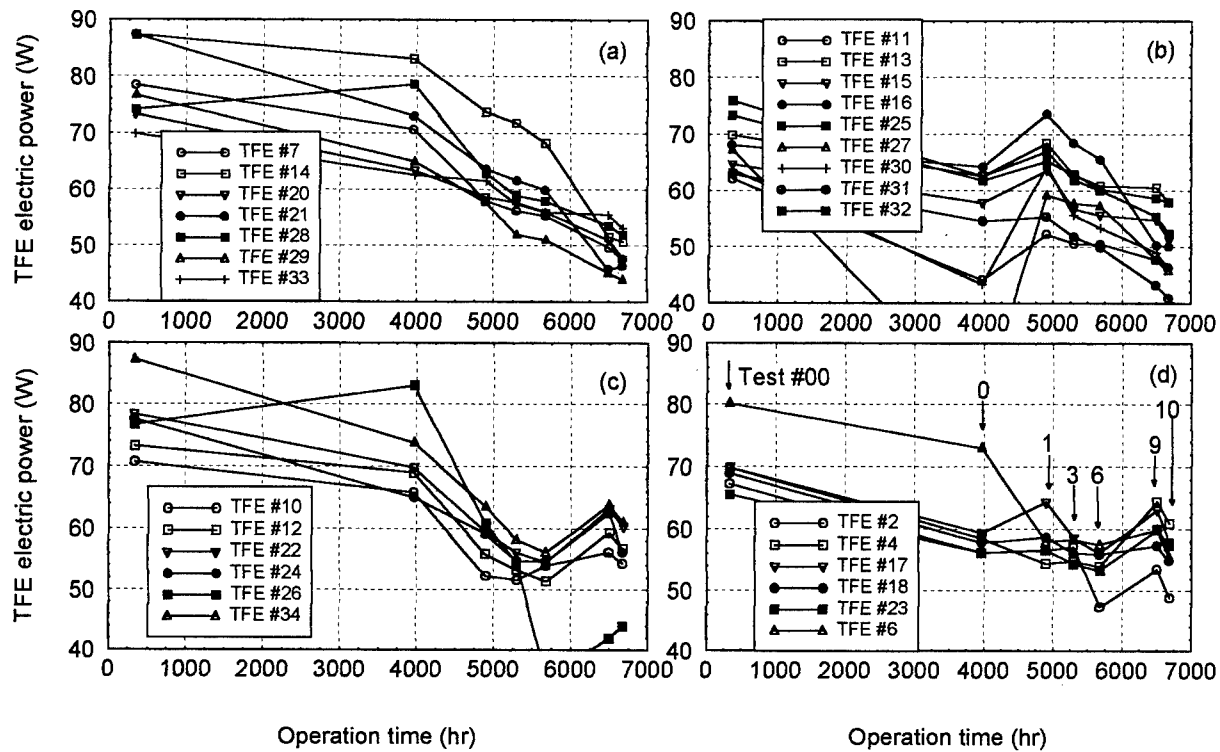 TFE electric power (W)
90
80
70
60
50
40
(a)
TFE #7
TFE #14
TFE #20
TFE #21
TFE #28
TFE #29
TFE #33
0 1000 2000 3000 4000 5000 6000 7000
90
80
70
60
50
40
(b)
TFE #11
TFE #13
TFE #15
TFE #16
TFE #25
TFE #27
TFE #30
TFE #31
TFE #32
0 1000 2000 3000 4000 5000 6000 7000
TFE electric power (W)
90
80
70
60
50
40
(c)
TFE #10
TFE #12
TFE #22
TFE #24
TFE #26
TFE #34
0 1000 2000 3000 4000 5000 6000 7000
Operation time (hr)
90
80
70
60
50
40
(d)
Test #00
0
1
3
6
9
10
TFE #2
TFE #4
TFE #17
TFE #18
TFE #23
TFE #6
0 1000 2000 3000 4000 5000 6000 7000
Operation time (hr)